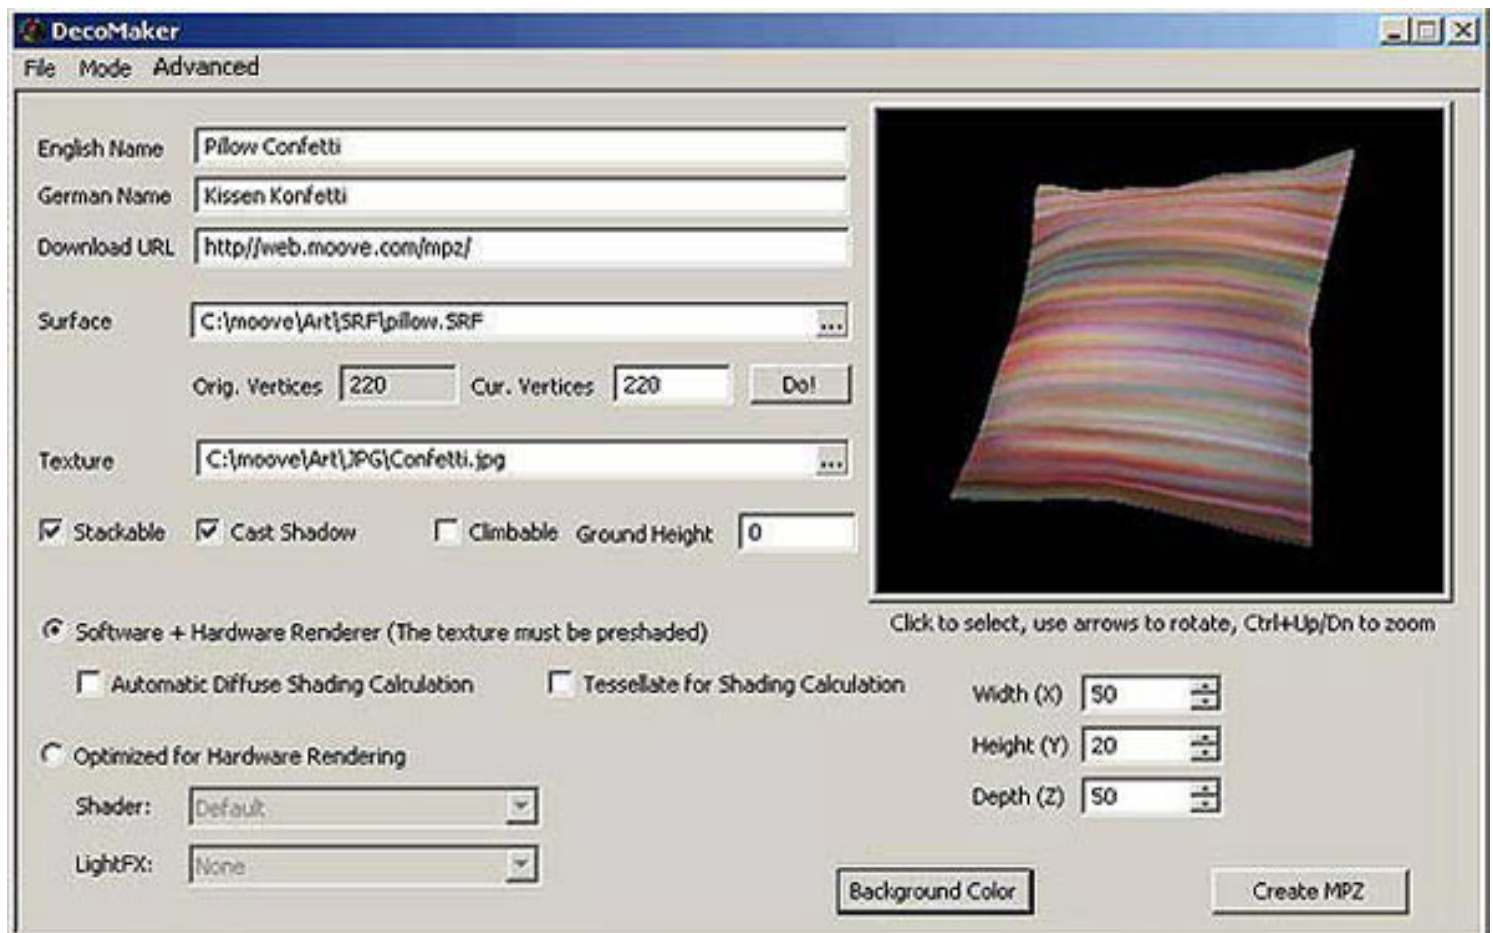 DecoMaker
File Mode Advanced
English Name Pillow Confetti
German Name Kissen Konfetti
Download URL http//web.moove.com/mpz/
Surface C:\moove\Art\SRF\pillow.SRF ...
Orig. Vertices 220 Cur. Vertices 220 Do!
Texture C:\moove\Art\JPG\Confetti.jpg ...
Stackable Cast Shadow Climbable Ground Height 0
Click to select, use arrows to rotate, Ctrl+Up/Dn to zoom
Software + Hardware Renderer (The texture must be preshaded)
Automatic Diffuse Shading Calculation Tessellate for Shading Calculation
Width (X) 50
Height (Y) 20
Depth (Z) 50
Optimized for Hardware Rendering
Shader: Default
LightFX: None
Background Color Create MPZ